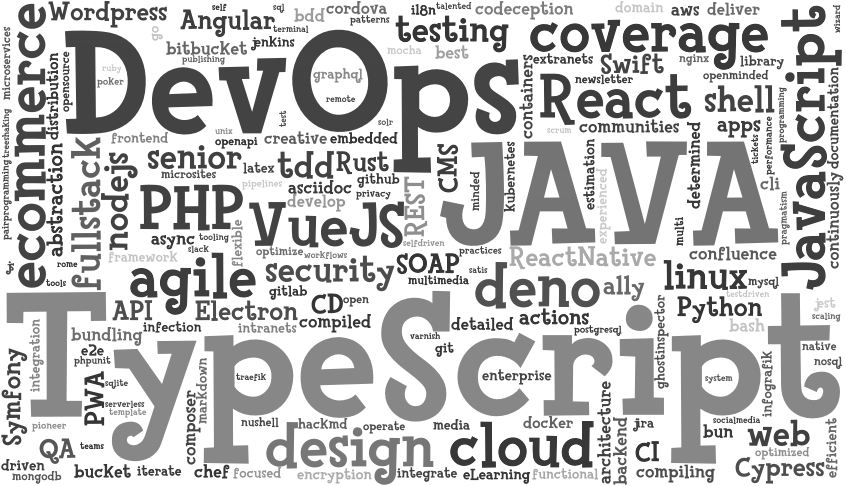 Wordpress
self
sql
cordova
i18n
talented
codeception
domain
aws
deliver
wizard
Angular
terminal
bdd
patterns
testing
coverage
go
bitbucket
jenkins
mocha
best
publishing
microservices
ecommerce
opensource
distribution
DevOps
ruby
poker
graphql
remote
extranets
Swift
nginx
library
newsletter
openminded
containers
React
shell
JavaScript
test
solr
scrum
communities
apps
programming
performance
tickets
documentation
continuously
treeshaking
pairprogramming
abstraction
fullstack
frontend
unix
openapi
creative
embedded
nodejs
senior
microsites
latex
tdd
Rust
github
CMS
pipelines
asciidoc
privacy
develop
REST
minded
kubernetes
JAVA
estimation
experienced
determined
cli
pragmatism
multi
PHP
VueJS
async
tooling
slack
flexible
selfdriven
framework
optimize
workflows
practices
confluence
rome
tools
agile
security
SOAP
satis
ReactNative
multimedia
gitlab
deno
ally
linux
mysql
testdriven
API
Electron
CD
open
compiled
Python
jest
scaling
bundling
infection
intranets
varnish
detailed
actions
postgresql
bash
git
ghostinspector
TypeScript
integration
e2e
phpunit
native
nosql
Symfony
PWA
sqlite
serverless
template
traefik
enterprise
system
infografik
composer
markdown
pioneer
nushell
hackmd
operate
media
docker
architecture
backend
jira
socialmedia
bun
web
efficient
QA
teams
design
cloud
CI
optimized
driven
mongodb
bucket
iterate
chef
focused
encryption
integrate
eLearning
functional
compiling
Cypress